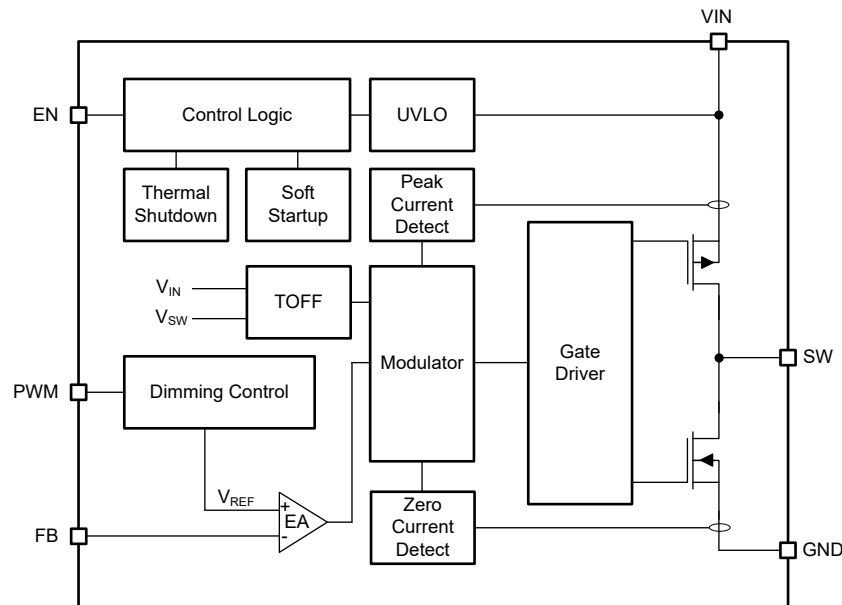 VIN
EN
Control Logic
UVLO
Thermal
Shutdown
Soft
Startup
Peak
Current
Detect
VIN
VSW
TOFF
Modulator
Gate
Driver
SW
PWM
Dimming Control
VREF
+
EA
-
FB
Zero
Current
Detect
GND